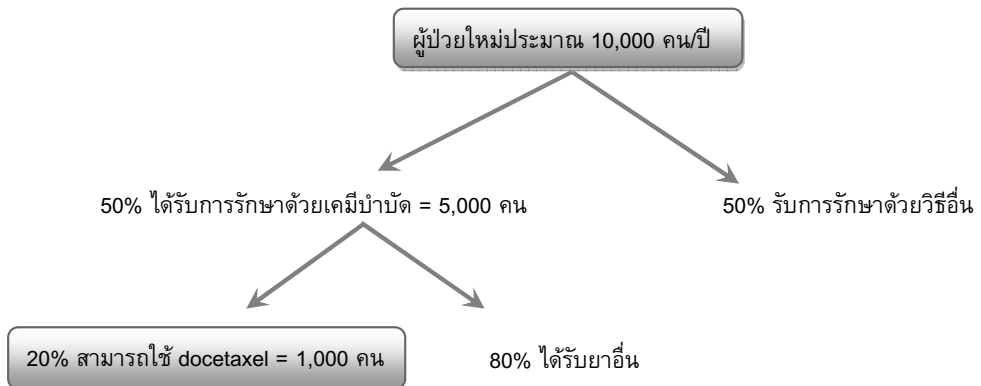 ผู้ป่วยใหม่ประมาณ 10,000 คน/ปี
50% ได้รับการรักษาด้วยเคมีบำบัด = 5,000 คน
50% รับการรักษาด้วยวิธีอื่น
20% สามารถใช้ docetaxel = 1,000 คน
80% ได้รับยาอื่น